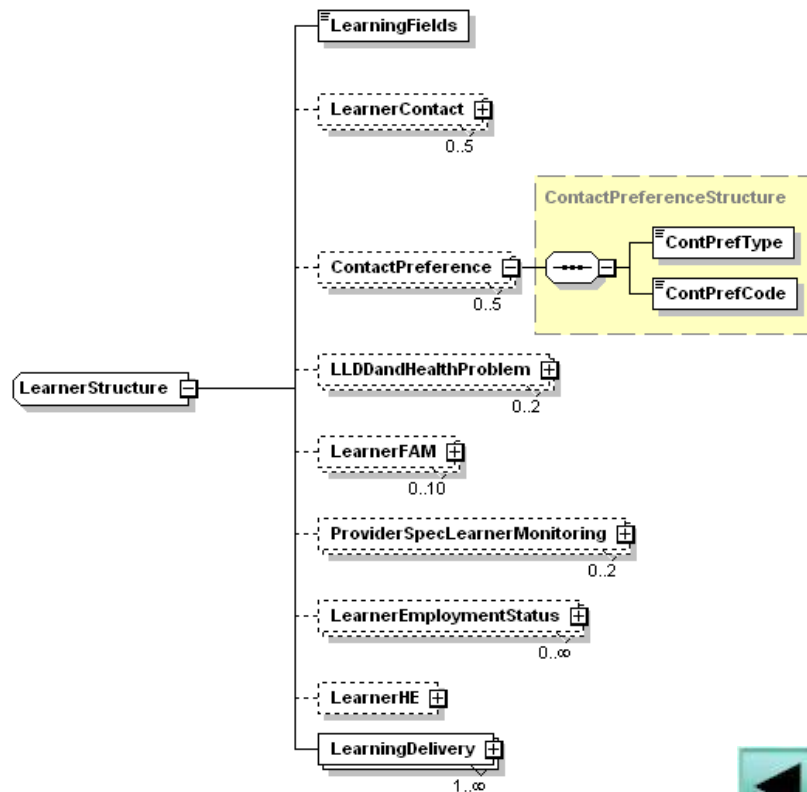 LearningFields
LearnerContact
0..5
ContactPreferenceStructure
ContPrefType
ContactPreference
0..5
ContPrefCode
LLDDandHealthProblem
0..2
LearnerStructure
LearnerFAM
0..10
ProviderSpecLearnerMonitoring
0..2
LearnerEmploymentStatus
0..∞
LearnerHE
LearningDelivery
1..∞